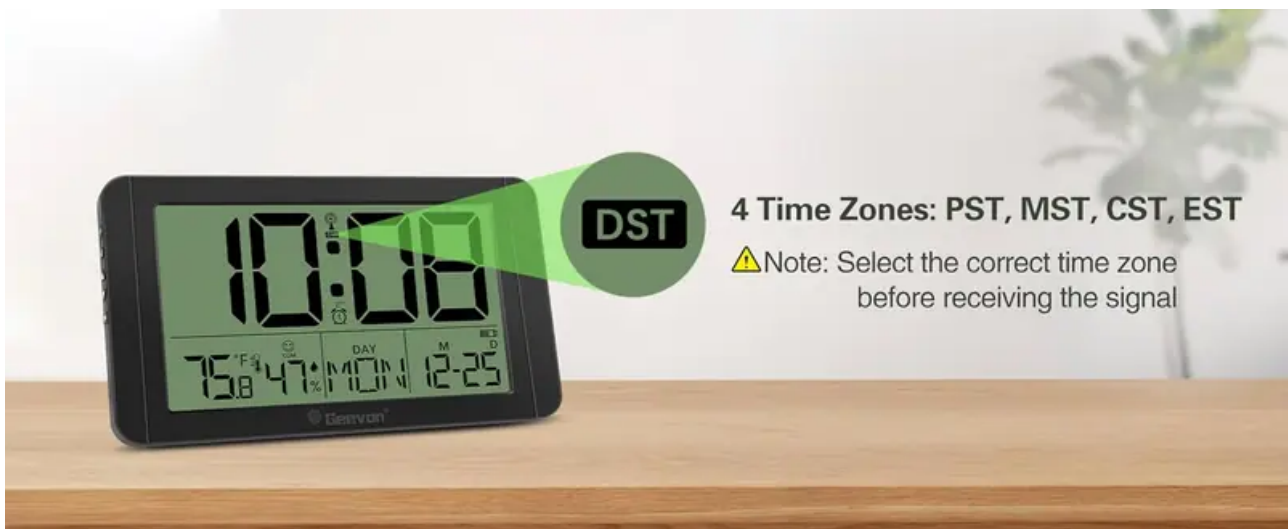 10:08
DST
4 Time Zones: PST, MST, CST, EST
Note: Select the correct time zone
before receiving the signal
DAY
M
D
75.8 °F
47 %
MON
12-25
Geevon